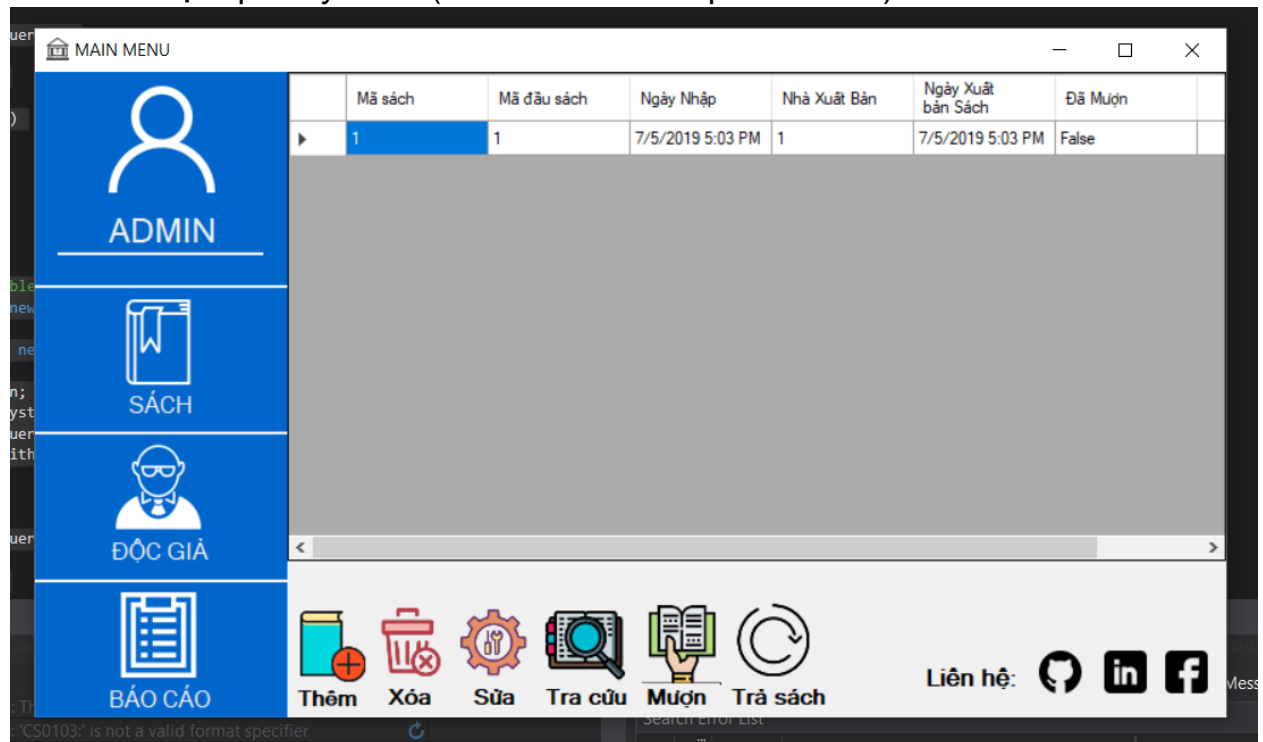 MAIN MENU
Mã sách Mã đầu sách Ngày Nhập Nhà Xuất Bản Ngày Xuất bản Sách Đã Mượn
1 1 7/5/2019 5:03 PM 1 7/5/2019 5:03 PM False
ADMIN
SÁCH
ĐỘC GIẢ
BÁO CÁO
Thêm Xóa Sửa Tra cứu Mượn Trả sách
Liên hệ:
in
Search Error List
'CS0103:' is not a valid format specifier